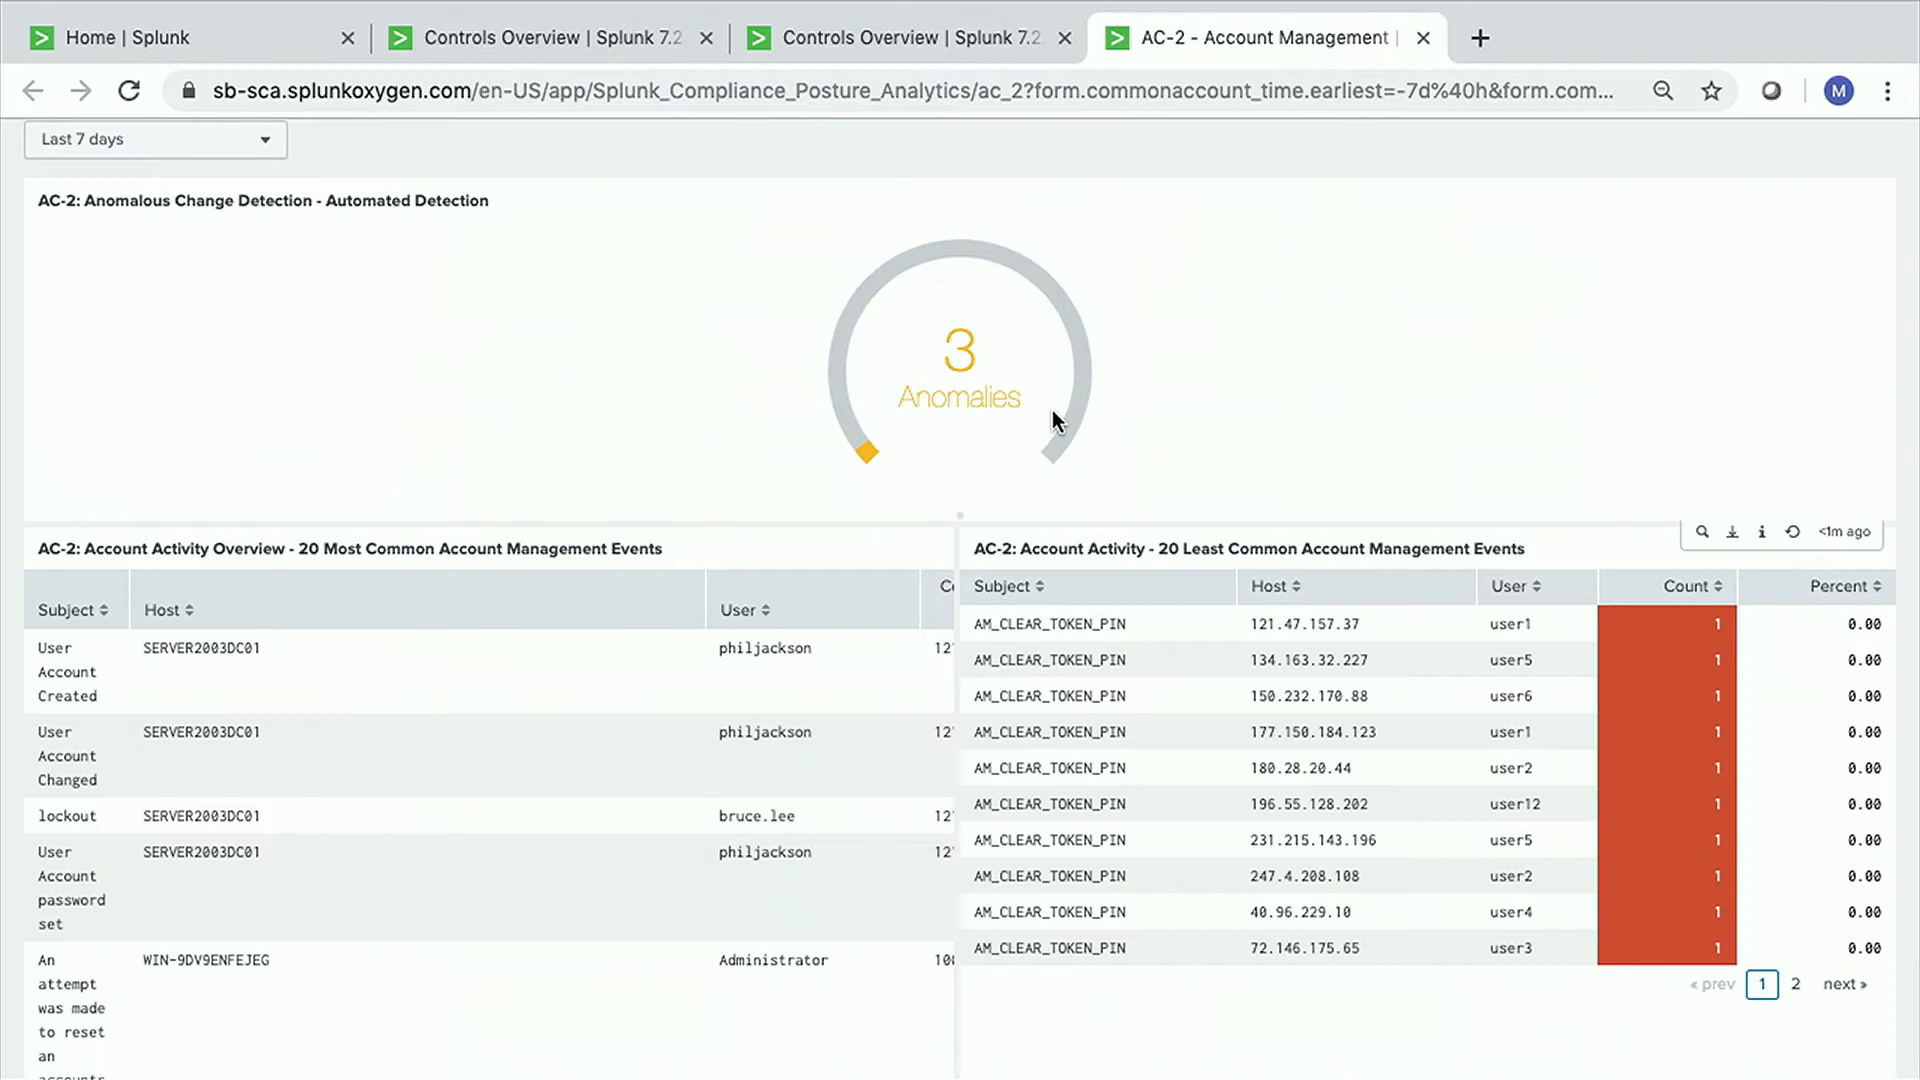 Home | Splunk
Controls Overview | Splunk 7.2
Controls Overview | Splunk 7.2
AC-2 - Account Management |
sb-sca.splunkoxygen.com/en-US/app/Splunk_Compliance_Posture_Analytics/ac_2?form.commonaccount_time.earliest=-7d%40h&form.com...
M
Last 7 days
AC-2: Anomalous Change Detection - Automated Detection
3
Anomalies
AC-2: Account Activity Overview - 20 Most Common Account Management Events
Subject Host User
User Account Created SERVER2003DC01 philjackson
User Account Changed SERVER2003DC01 philjackson
lockout SERVER2003DC01 bruce.lee
User Account password set SERVER2003DC01 philjackson
An attempt was made to reset an WIN-9DV9ENFEJEG Administrator
<1m ago
AC-2: Account Activity - 20 Least Common Account Management Events
Subject Host User Count Percent
AM_CLEAR_TOKEN_PIN 121.47.157.37 user1 1 0.00
AM_CLEAR_TOKEN_PIN 134.163.32.227 user5 1 0.00
AM_CLEAR_TOKEN_PIN 150.232.170.88 user6 1 0.00
AM_CLEAR_TOKEN_PIN 177.150.184.123 user1 1 0.00
AM_CLEAR_TOKEN_PIN 180.28.20.44 user2 1 0.00
AM_CLEAR_TOKEN_PIN 196.55.128.202 user12 1 0.00
AM_CLEAR_TOKEN_PIN 231.215.143.196 user5 1 0.00
AM_CLEAR_TOKEN_PIN 247.4.208.108 user2 1 0.00
AM_CLEAR_TOKEN_PIN 40.96.229.10 user4 1 0.00
AM_CLEAR_TOKEN_PIN 72.146.175.65 user3 1 0.00
« prev 1 2 next »